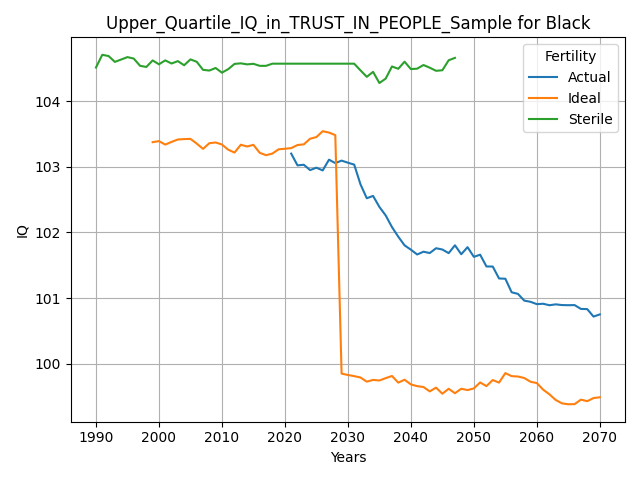 Upper_Quartile_IQ_in_TRUST_IN_PEOPLE_Sample for Black
Fertility
Actual
Ideal
Sterile
104
103
102
101
100
IQ
1990 2000 2010 2020 2030 2040 2050 2060 2070
Years